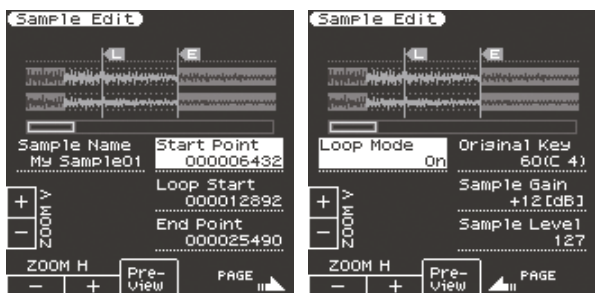 Sample Edit
L E
Sample Name
My Sample01
Start Point
000006432
Loop Start
000012892
End Point
000025490
+
−
ZOOM V
ZOOM H
− +
Pre-
View
PAGE
Sample Edit
L E
Loop Mode
On
Original Key
60(C 4)
Sample Gain
+12[dB]
Sample Level
127
+
−
ZOOM V
ZOOM H
− +
Pre-
View
PAGE